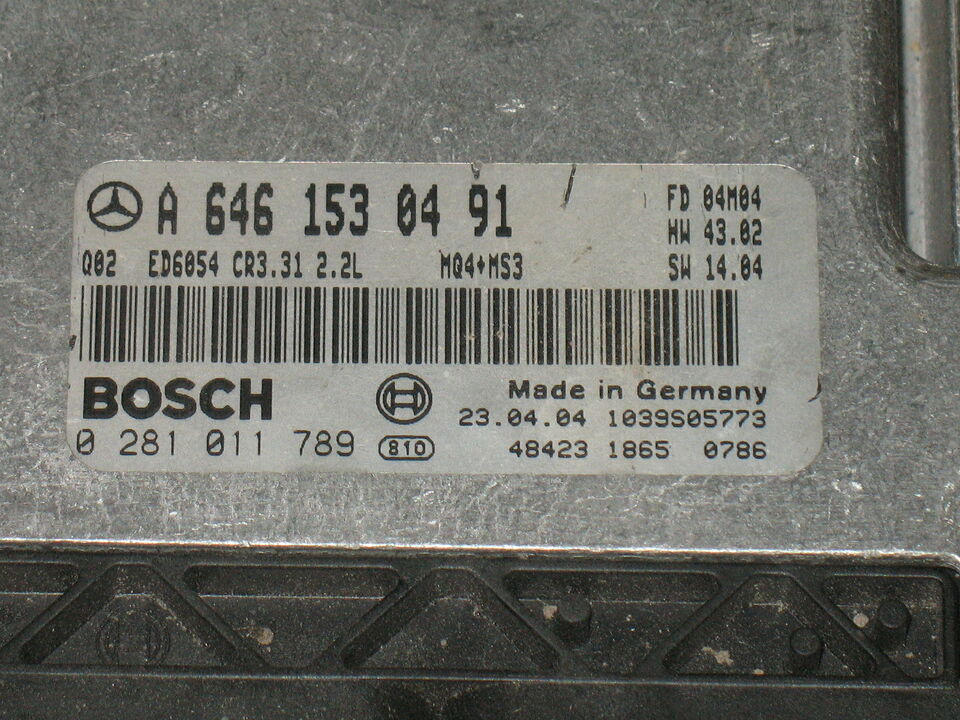 A 646 153 04 91
FD 04M04
HW 43.02
Q02 ED6054 CR3.31 2.2L MQ4+MS3 SW 14.04
BOSCH
Made in Germany
23.04.04 1039S05773
0 281 011 789 810 48423 1865 0786